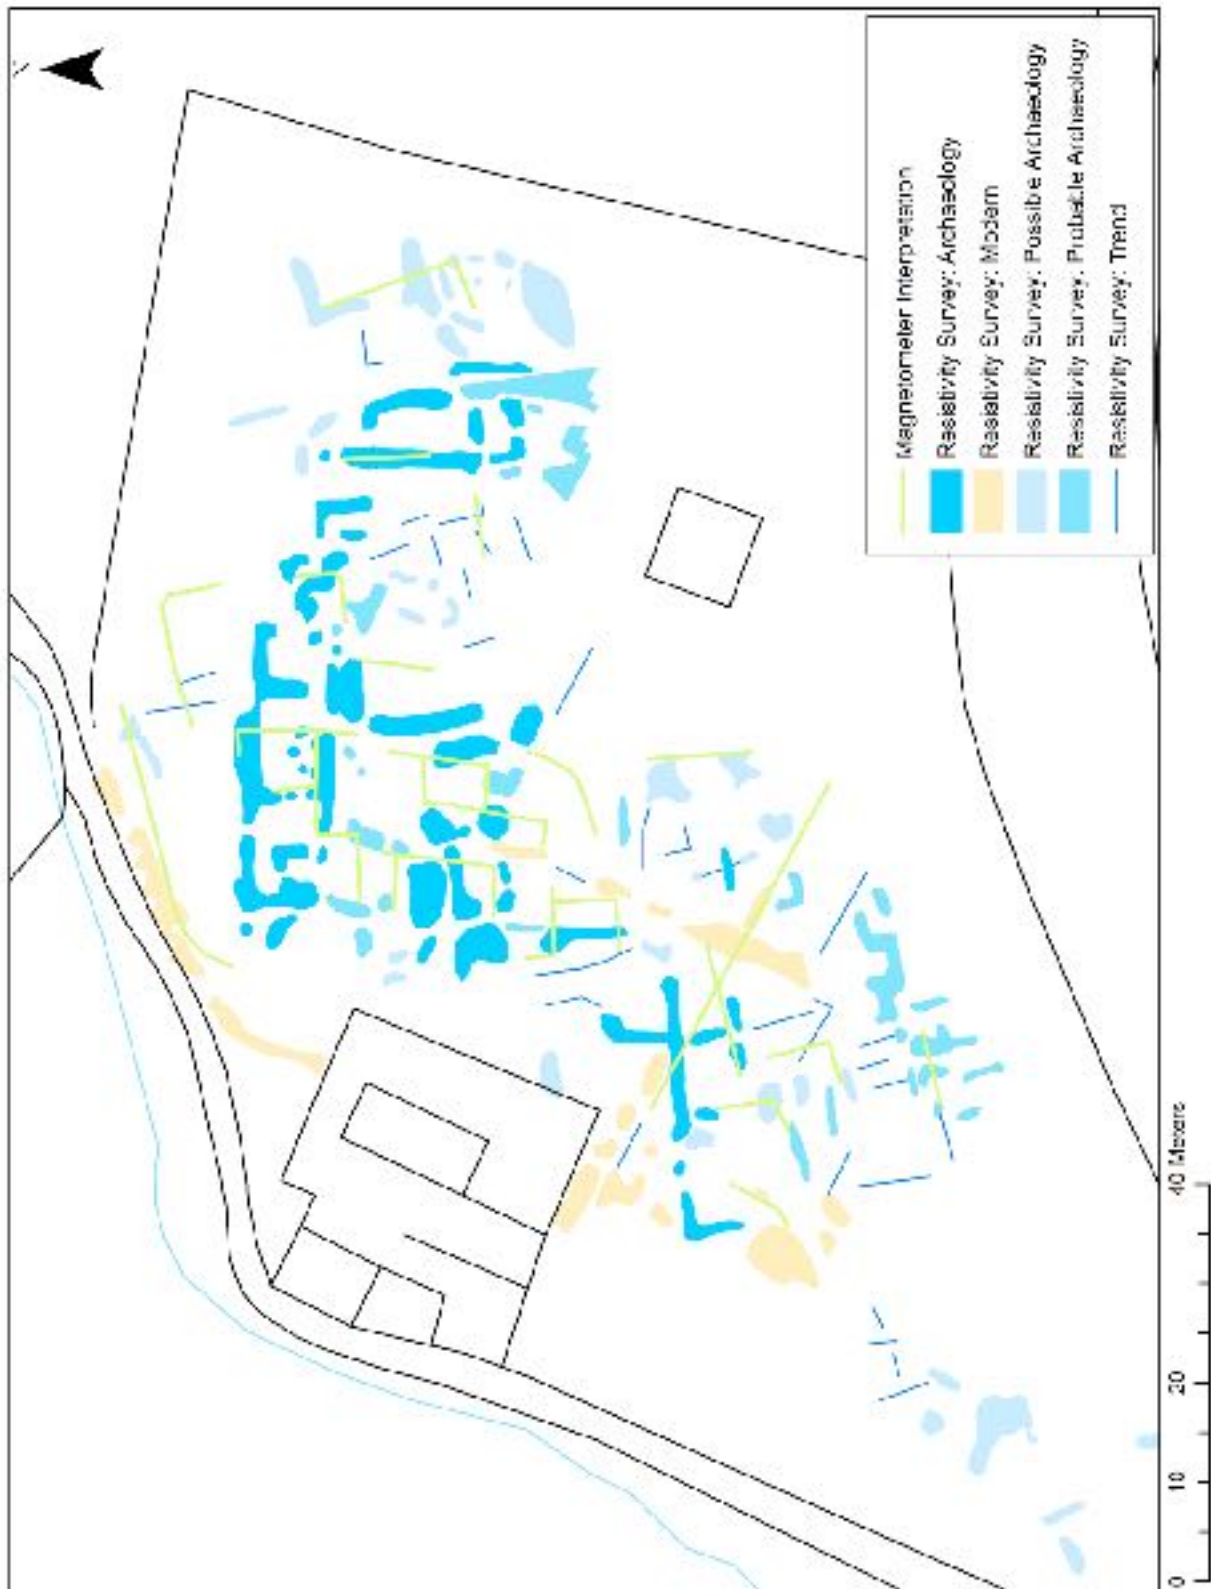 Magnetometer Interpretation
Resistivity Survey: Archaeology
Resistivity Survey: Modern
Resistivity Survey: Possible Archaeology
Resistivity Survey: Probable Archaeology
Resistivity Survey: Trend
0 10 20 40 Meters